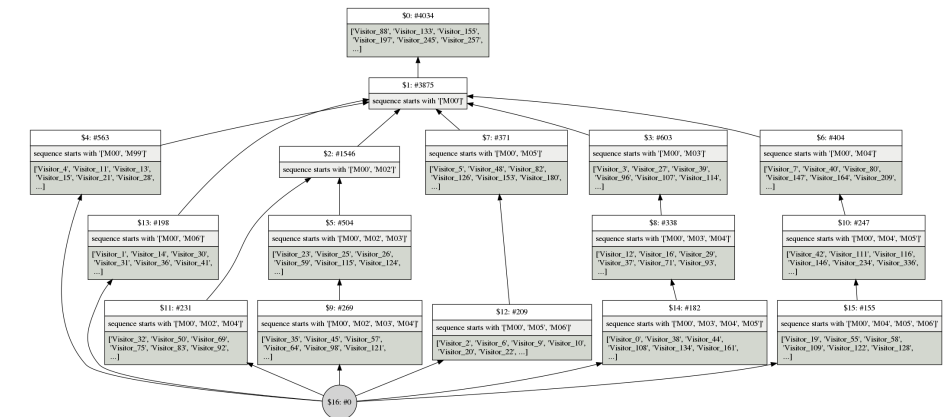 $0: #4034
['Visitor_88', 'Visitor_133', 'Visitor_155',
'Visitor_197', 'Visitor_245', 'Visitor_257',
...]
$1: #3875
sequence starts with '['M00']'
$4: #563
sequence starts with '['M00', 'M99']'
['Visitor_4', 'Visitor_11', 'Visitor_13',
'Visitor_15', 'Visitor_21', 'Visitor_28',
...]
$2: #1546
sequence starts with '['M00', 'M02']'
$7: #371
sequence starts with '['M00', 'M05']'
['Visitor_5', 'Visitor_48', 'Visitor_82',
'Visitor_126', 'Visitor_153', 'Visitor_180',
...]
$3: #603
sequence starts with '['M00', 'M03']'
['Visitor_3', 'Visitor_27', 'Visitor_39',
'Visitor_96', 'Visitor_107', 'Visitor_114',
...]
$6: #404
sequence starts with '['M00', 'M04']'
['Visitor_7', 'Visitor_40', 'Visitor_80',
'Visitor_147', 'Visitor_164', 'Visitor_209',
...]
$13: #198
sequence starts with '['M00', 'M06']'
['Visitor_1', 'Visitor_14', 'Visitor_30',
'Visitor_31', 'Visitor_36', 'Visitor_41',
...]
$5: #504
sequence starts with '['M00', 'M02', 'M03']'
['Visitor_23', 'Visitor_25', 'Visitor_26',
'Visitor_59', 'Visitor_115', 'Visitor_124',
...]
$8: #338
sequence starts with '['M00', 'M03', 'M04']'
['Visitor_12', 'Visitor_16', 'Visitor_29',
'Visitor_37', 'Visitor_71', 'Visitor_93',
...]
$10: #247
sequence starts with '['M00', 'M04', 'M05']'
['Visitor_42', 'Visitor_111', 'Visitor_116',
'Visitor_146', 'Visitor_234', 'Visitor_336',
...]
$11: #231
sequence starts with '['M00', 'M02', 'M04']'
['Visitor_32', 'Visitor_50', 'Visitor_69',
'Visitor_75', 'Visitor_83', 'Visitor_92',
...]
$9: #269
sequence starts with '['M00', 'M02', 'M03', 'M04']'
['Visitor_35', 'Visitor_45', 'Visitor_57',
'Visitor_64', 'Visitor_98', 'Visitor_121',
...]
$12: #209
sequence starts with '['M00', 'M05', 'M06']'
['Visitor_2', 'Visitor_6', 'Visitor_9', 'Visitor_10',
'Visitor_20', 'Visitor_22', ...]
$14: #182
sequence starts with '['M00', 'M03', 'M04', 'M05']'
['Visitor_0', 'Visitor_38', 'Visitor_44',
'Visitor_108', 'Visitor_134', 'Visitor_161',
...]
$15: #155
sequence starts with '['M00', 'M04', 'M05', 'M06']'
['Visitor_19', 'Visitor_55', 'Visitor_58',
'Visitor_109', 'Visitor_122', 'Visitor_128',
...]
$16: #0